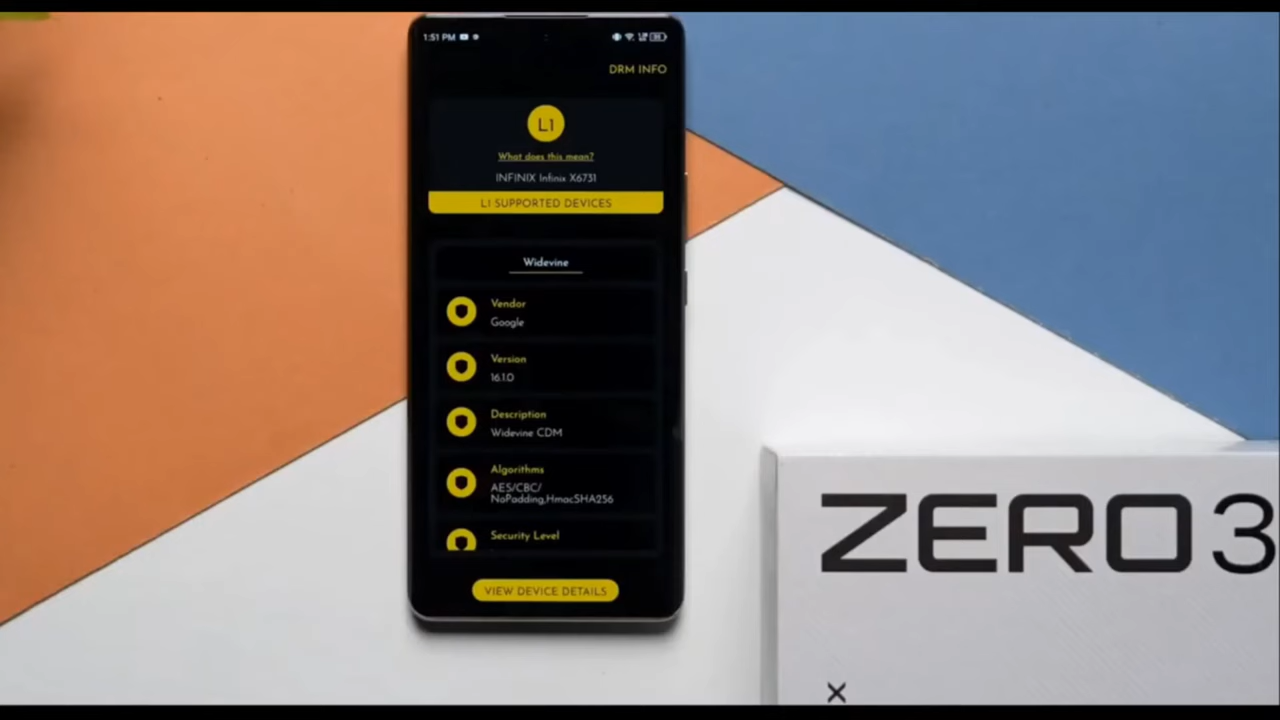 1:51 PM
DRM INFO
L1
What does this mean?
INFINIX Infinix X6731
L1 SUPPORTED DEVICES
Widevine
Vendor
Google
Version
16.1.0
Description
Widevine CDM
Algorithms
AES/CBC/
NoPadding,HmacSHA256
Security Level
VIEW DEVICE DETAILS
ZERO 3